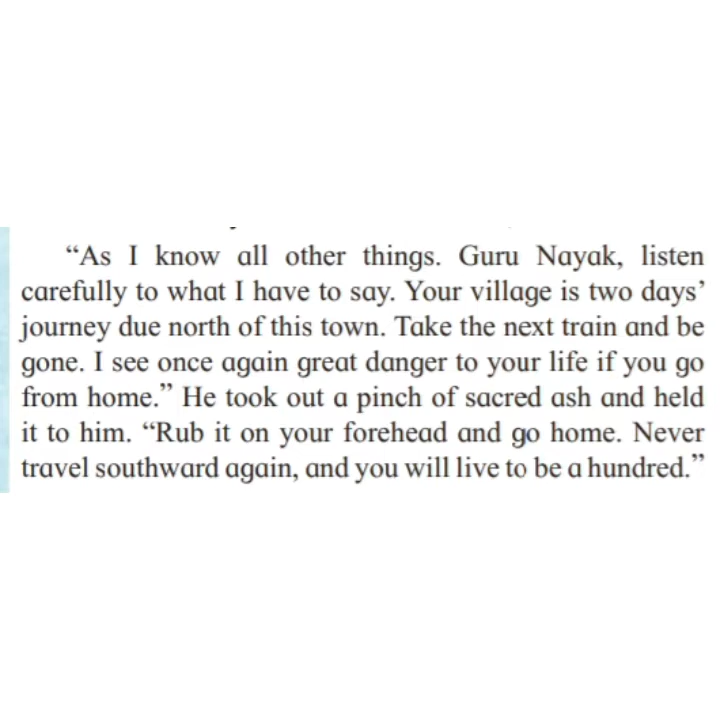 “As I know all other things. Guru Nayak, listen
carefully to what I have to say. Your village is two days’
journey due north of this town. Take the next train and be
gone. I see once again great danger to your life if you go
from home.” He took out a pinch of sacred ash and held
it to him. “Rub it on your forehead and go home. Never
travel southward again, and you will live to be a hundred.”